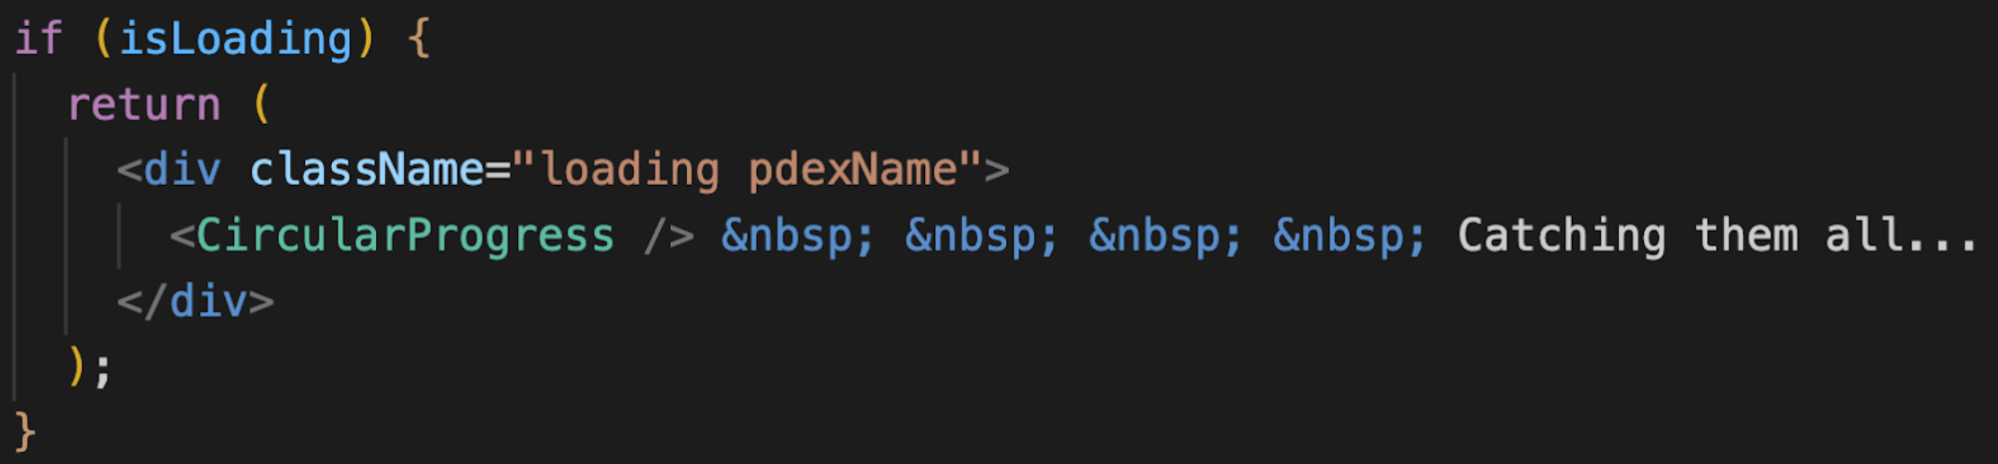 if (isLoading) {
return (
<div className="loading pdexName">
<CircularProgress /> &nbsp; &nbsp; &nbsp; &nbsp; Catching them all...
</div>
);
}